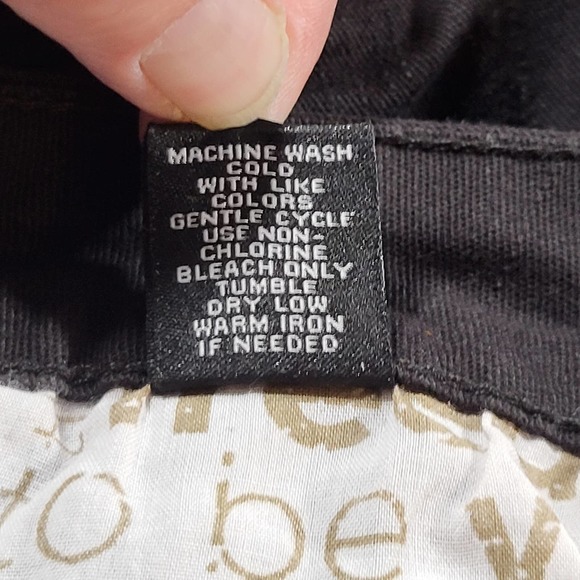 MACHINE WASH
COLD
WITH LIKE
COLORS
GENTLE CYCLE
USE NON-
CHLORINE
BLEACH ONLY
TUMBLE
DRY LOW
WARM IRON
IF NEEDED
to be